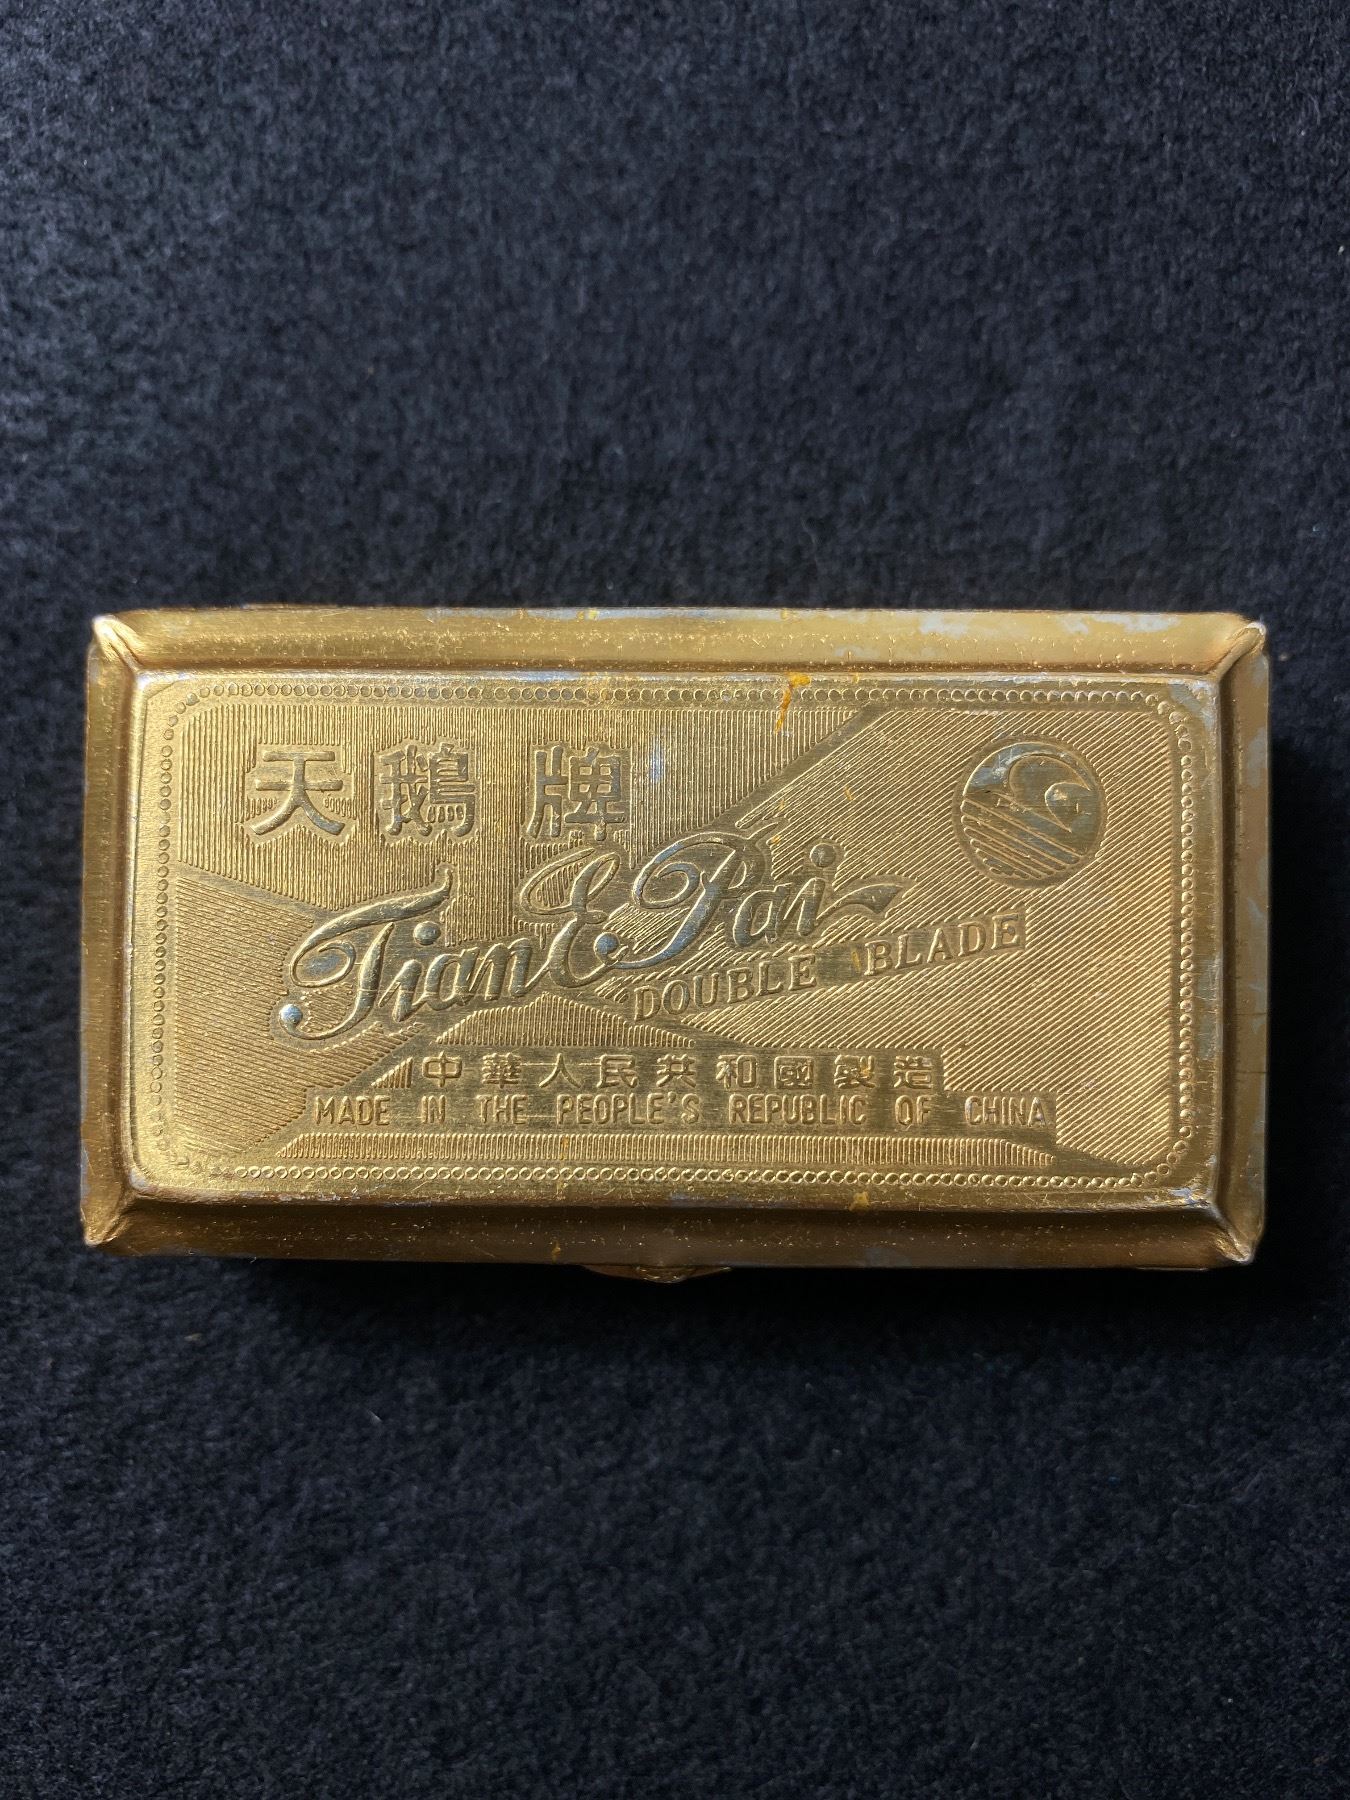 天鵝牌
Tian E Pai
DOUBLE BLADE
中華人民共和國製造
MADE IN THE PEOPLE'S REPUBLIC OF CHINA